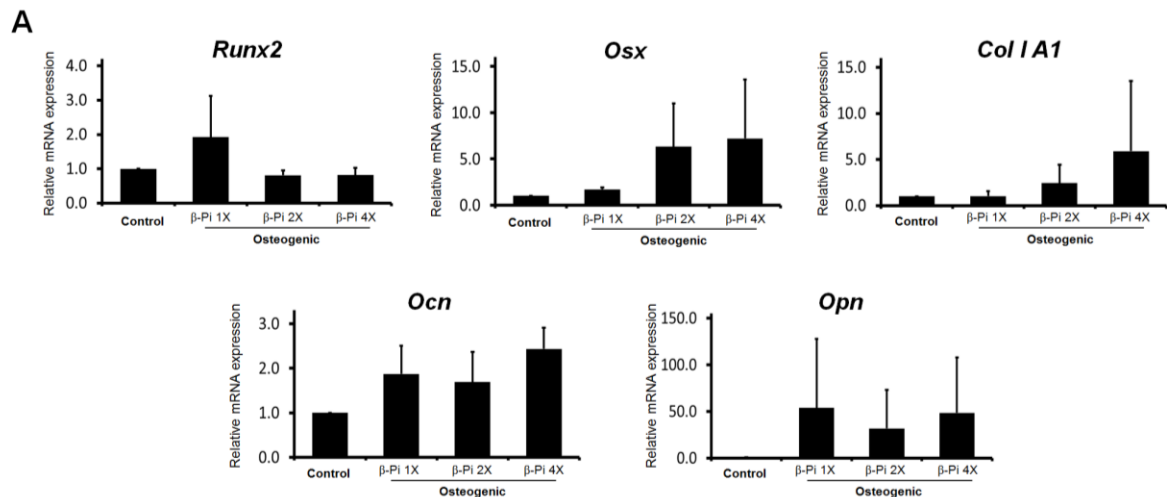 A
Runx2
Relative mRNA expression
4.0
3.0
2.0
1.0
0.0
Control
β-Pi 1X
β-Pi 2X
β-Pi 4X
Osteogenic
Osx
Relative mRNA expression
15.0
10.0
5.0
0.0
Control
β-Pi 1X
β-Pi 2X
β-Pi 4X
Osteogenic
Col I A1
Relative mRNA expression
15.0
10.0
5.0
0.0
Control
β-Pi 1X
β-Pi 2X
β-Pi 4X
Osteogenic
Ocn
Relative mRNA expression
3.0
2.0
1.0
0.0
Control
β-Pi 1X
β-Pi 2X
β-Pi 4X
Osteogenic
Opn
Relative mRNA expression
150.0
100.0
50.0
0.0
Control
β-Pi 1X
β-Pi 2X
β-Pi 4X
Osteogenic